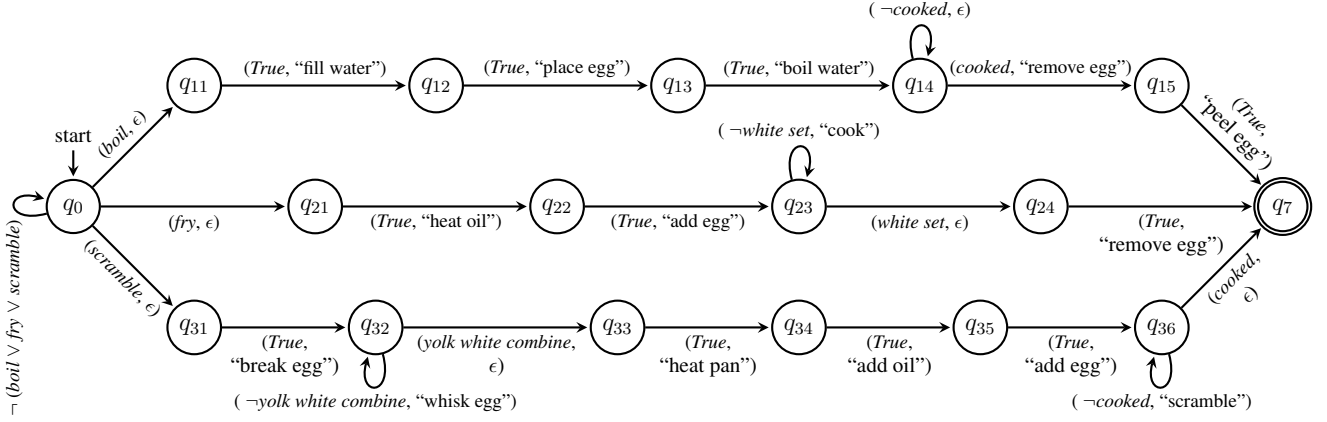 ( ¬cooked, ϵ)
q11
(True, “fill water”)
q12
(True, “place egg”)
q13
(True, “boil water”)
q14
(cooked, “remove egg”)
q15
(boil, ϵ)
(True,
“peel egg”)
start
( ¬white set, “cook”)
q0
(fry, ϵ)
q21
(True, “heat oil”)
q22
(True, “add egg”)
q23
(white set, ϵ)
q24
(True,
“remove egg”)
q7
¬ (boil ∨ fry ∨ scramble)
(scramble, ϵ)
q31
(True,
“break egg”)
q32
(yolk white combine,
ϵ)
q33
(True,
“heat pan”)
q34
(True,
“add oil”)
q35
(True,
“add egg”)
q36
(cooked,
ϵ)
( ¬yolk white combine, “whisk egg”)
( ¬cooked, “scramble”)